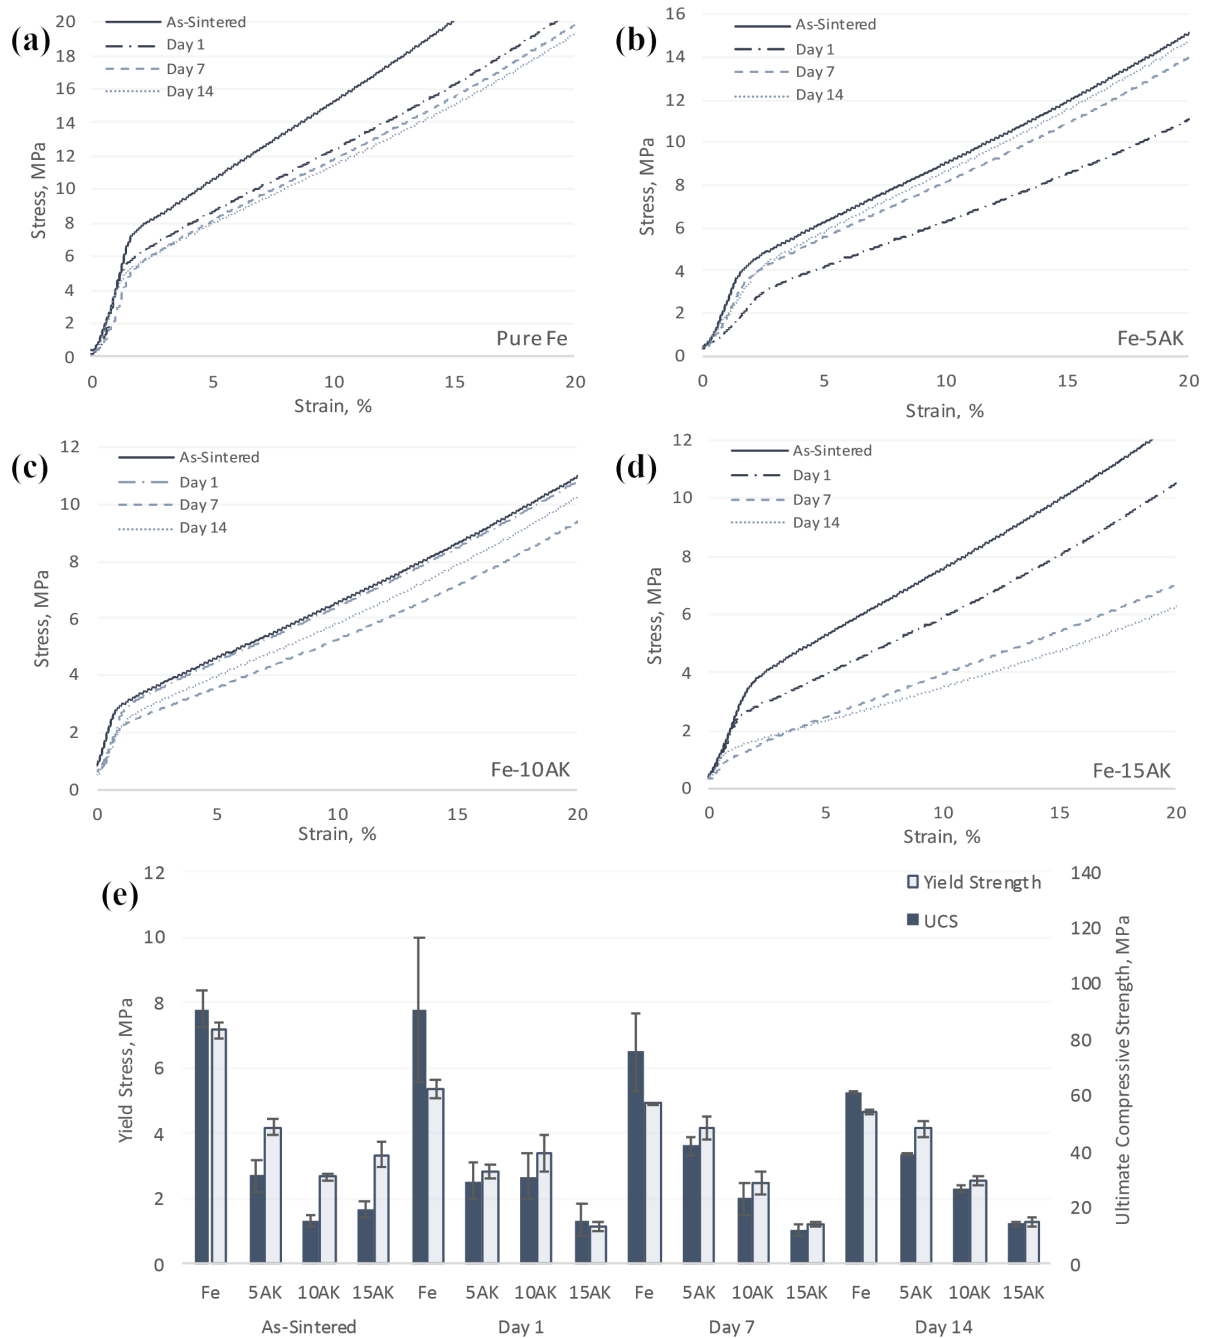 (a)
As-Sintered
Day 1
Day 7
Day 14
20
18
16
14
12
10
8
6
4
2
0
Stress, MPa
Pure Fe
0 5 10 15 20
Strain, %
(b)
As-Sintered
Day 1
Day 7
Day 14
16
14
12
10
8
6
4
2
0
Stress, MPa
Fe-5AK
0 5 10 15 20
Strain, %
(c)
As-Sintered
Day 1
Day 7
Day 14
12
10
8
6
4
2
0
Stress, MPa
Fe-10AK
0 5 10 15 20
Strain, %
(d)
As-Sintered
Day 1
Day 7
Day 14
12
10
8
6
4
2
0
Stress, MPa
Fe-15AK
0 5 10 15 20
Strain, %
(e)
Yield Strength
UCS
12
10
8
6
4
2
0
Yield Stress, MPa
140
120
100
80
60
40
20
0
Ultimate Compressive Strength, MPa
Fe 5AK 10AK 15AK Fe 5AK 10AK 15AK Fe 5AK 10AK 15AK Fe 5AK 10AK 15AK
As-Sintered Day 1 Day 7 Day 14